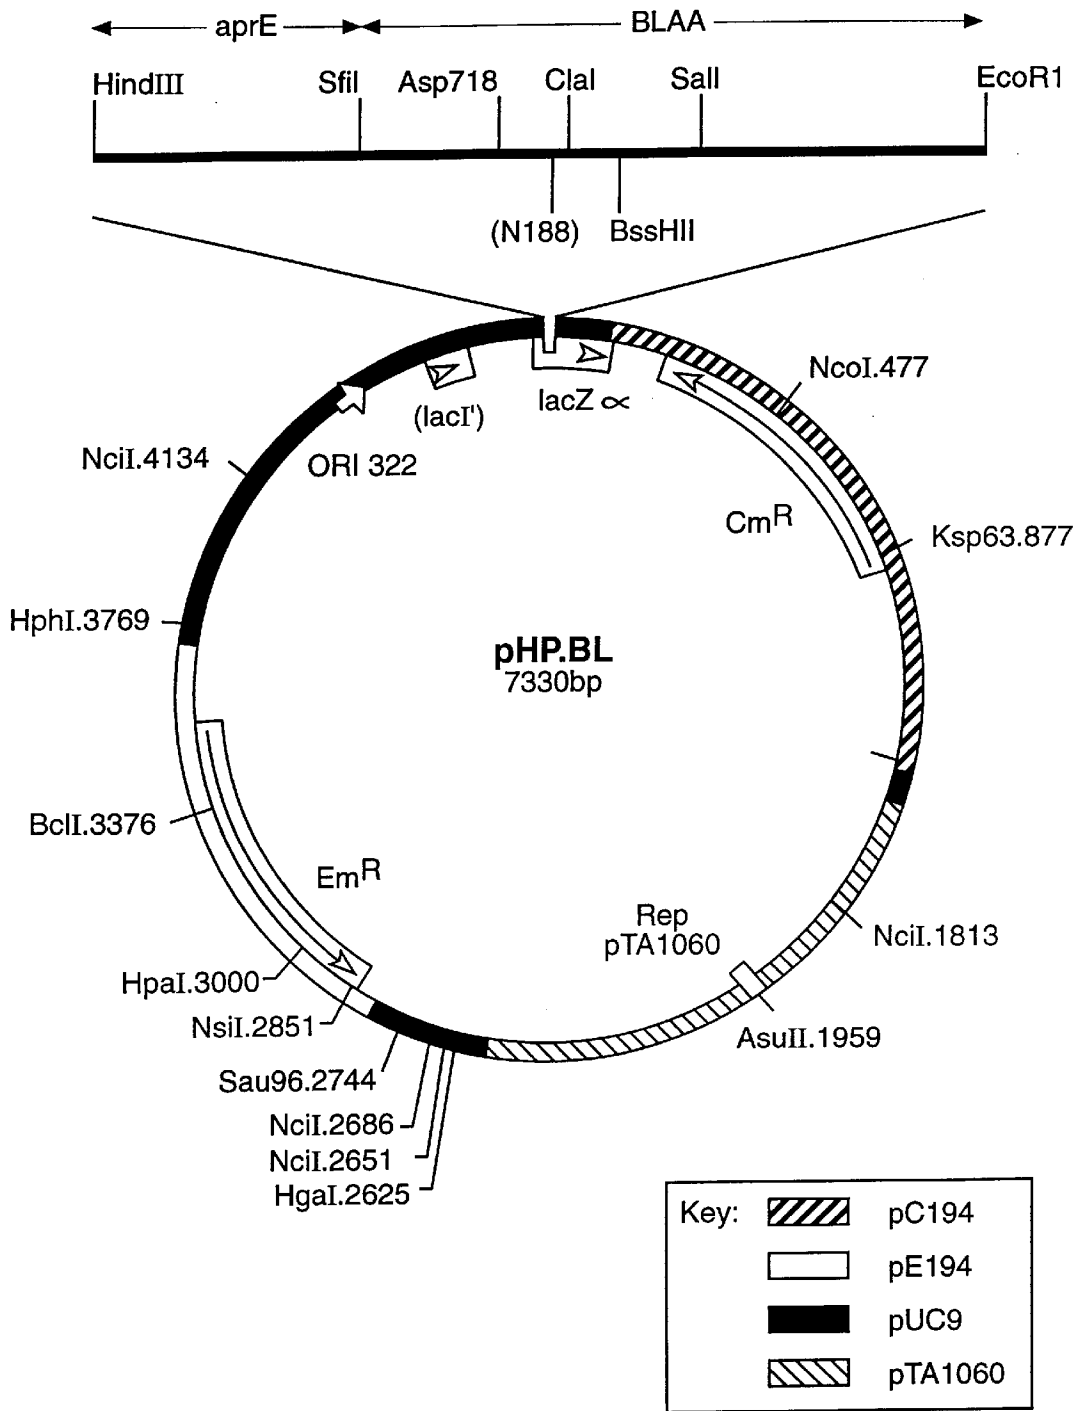 aprE BLAA
HindIII SfiI Asp718 ClaI SalI EcoR1
(N188) BssHII
NcoI.477
(lacI') lacZ ∝
NciI.4134
ORI 322
CmR
Ksp63.877
HphI.3769
pHP.BL
7330bp
BclI.3376
EmR
Rep
pTA1060
NciI.1813
HpaI.3000
NsiI.2851
AsuII.1959
Sau96.2744
NciI.2686
NciI.2651
HgaI.2625
Key: pC194
pE194
pUC9
pTA1060